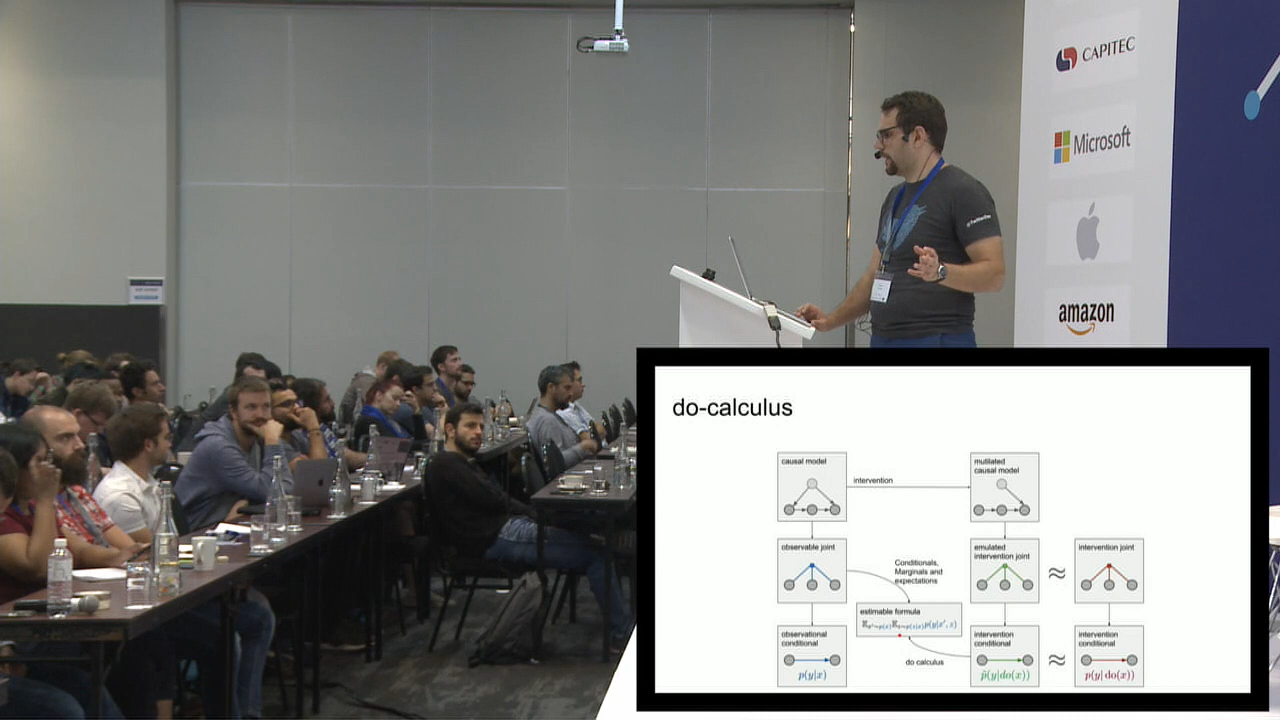 CAPITEC
Microsoft
amazon
do-calculus
causal model
intervention
mutilated
causal model
observable joint
Conditionals,
Marginals and
expectations
emulated
intervention joint
≈
intervention joint
estimable formula
observational
conditional
p(y|x)
do calculus
intervention
conditional
p̂(y|do(x))
≈
intervention
conditional
p(y| do(x))